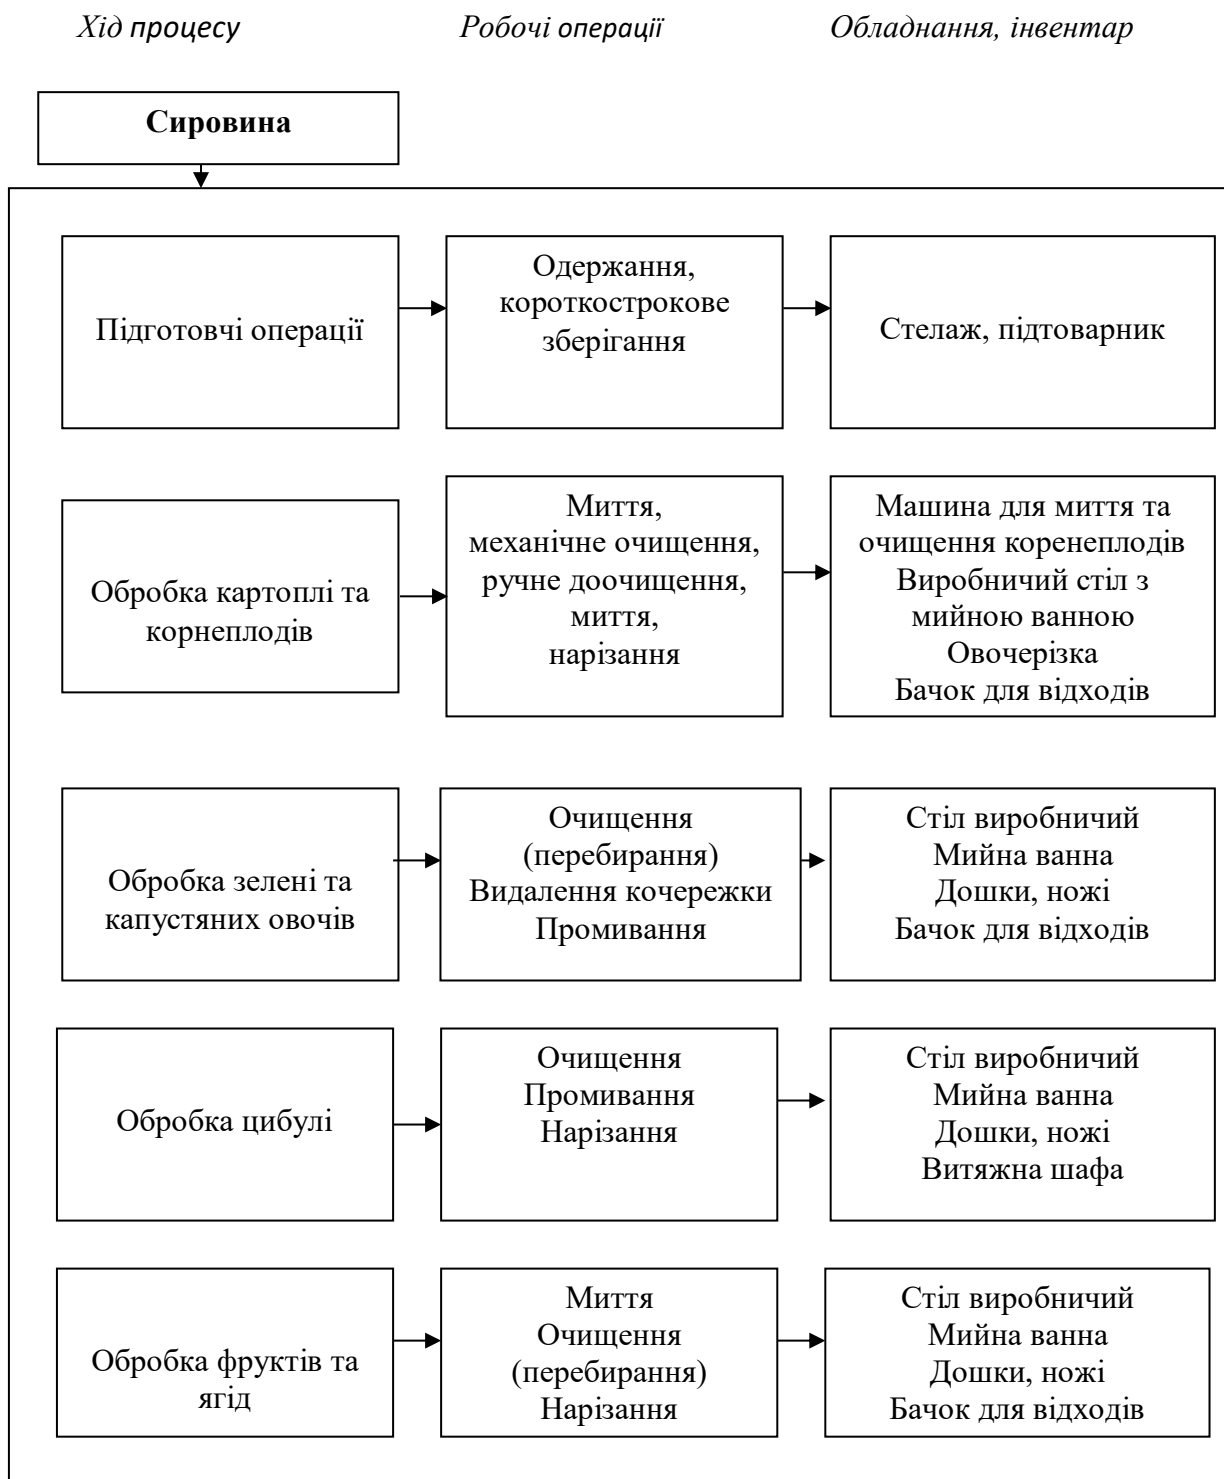 Хід процесу
Робочі операції
Обладнання, інвентар
Сировина
Підготовчі операції
Одержання,
короткострокове
зберігання
Стелаж, підтоварник
Обробка картоплі та
корнеплодів
Миття,
механічне очищення,
ручне доочищення,
миття,
нарізання
Машина для миття та
очищення коренеплодів
Виробничий стіл з
мийною ванною
Овочерізка
Бачок для відходів
Обробка зелені та
капустяних овочів
Очищення
(перебирання)
Видалення кочережки
Промивання
Стіл виробничий
Мийна ванна
Дошки, ножі
Бачок для відходів
Обробка цибулі
Очищення
Промивання
Нарізання
Стіл виробничий
Мийна ванна
Дошки, ножі
Витяжна шафа
Обробка фруктів та
ягід
Миття
Очищення
(перебирання)
Нарізання
Стіл виробничий
Мийна ванна
Дошки, ножі
Бачок для відходів